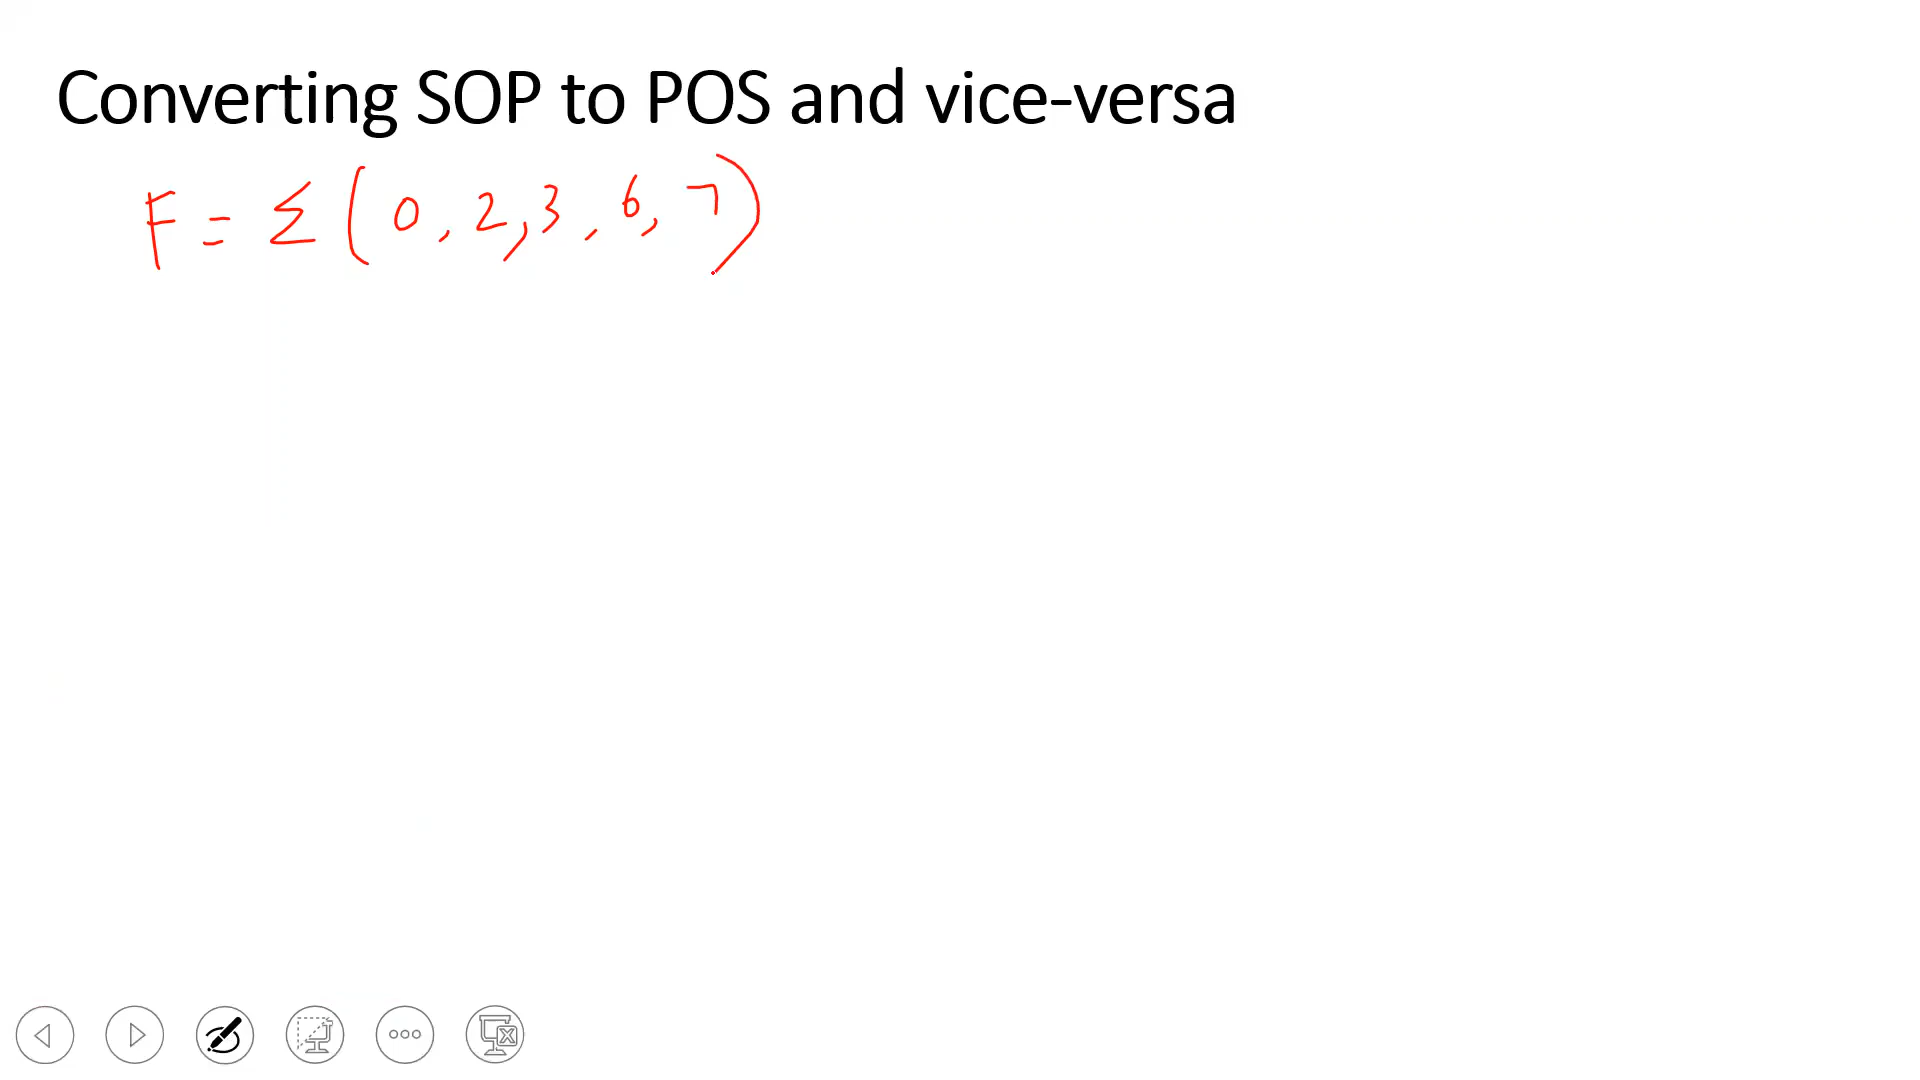 Converting SOP to POS and vice-versa
F = Σ ( 0, 2, 3, 6, 7 )